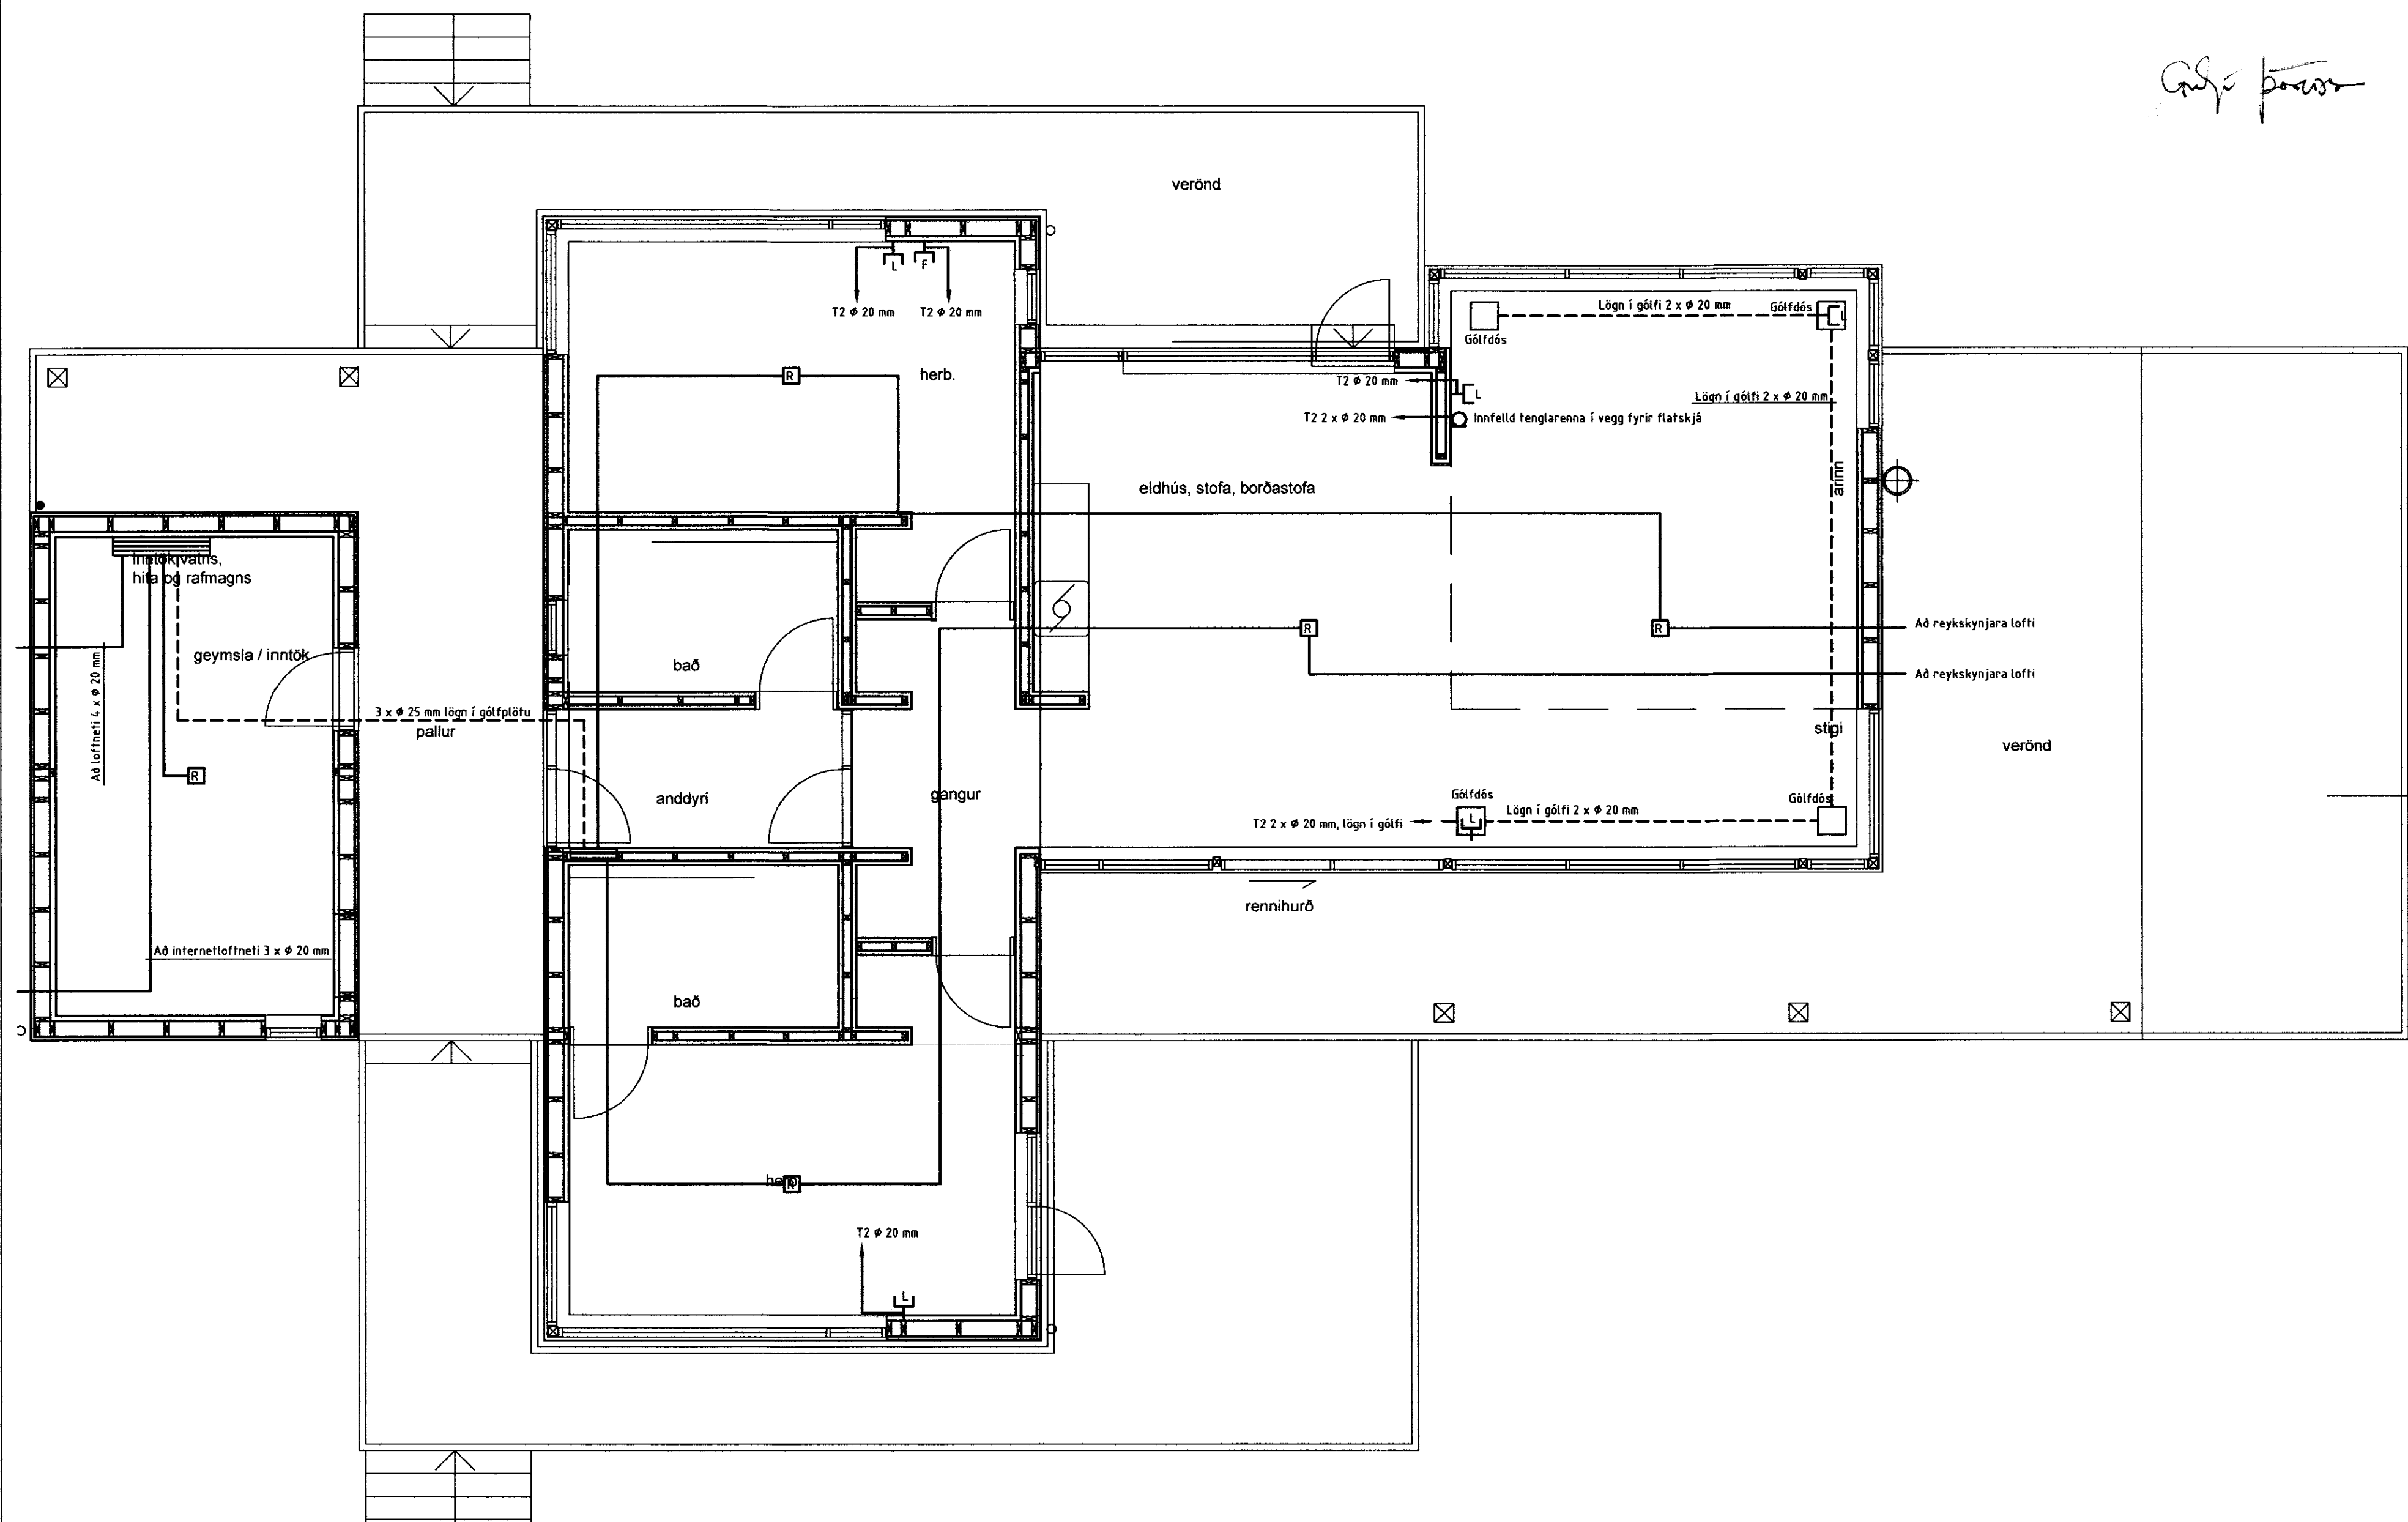 verönd
L
F
T2 ø 20 mm
T2 ø 20 mm
Lögn í gólfi 2 x ø 20 mm
Gólfdós
L
Gólfdós
R
herb.
T2 ø 20 mm
L
Lögn í gólfi 2 x ø 20 mm
T2 2 x ø 20 mm
Innfelld tenglarenna í vegg fyrir flatskjá
arinn
eldhús, stofa, borðastofa
Inntök vatns,
hita og rafmagns
geymsla / inntök
bað
R
R
Að reykskynjara lofti
Að reykskynjara lofti
Að loftneti 4 x ø 20 mm
3 x ø 25 mm lögn í gólfplötu
pallur
stigi
verönd
R
anddyri
gangur
Gólfdós
Gólfdós
T2 2 x ø 20 mm, lögn í gólfi
L
Lögn í gólfi 2 x ø 20 mm
rennihurð
Að internetloftneti 3 x ø 20 mm
bað
herb
R
T2 ø 20 mm
L